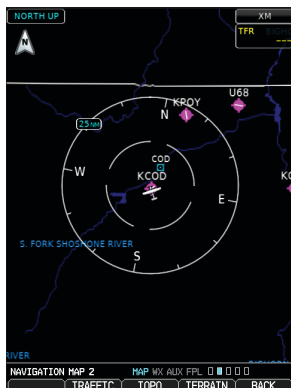 NORTH UP
XM
N
TFR
KPOY
U68
25NM
N
COD
W
KCOD
E
S
S. FORK SHOSHONE RIVER
RIVER
NAVIGATION MAP 2 MAP WX AUX FPL
TRAFFIC TOPO TERRAIN BACK